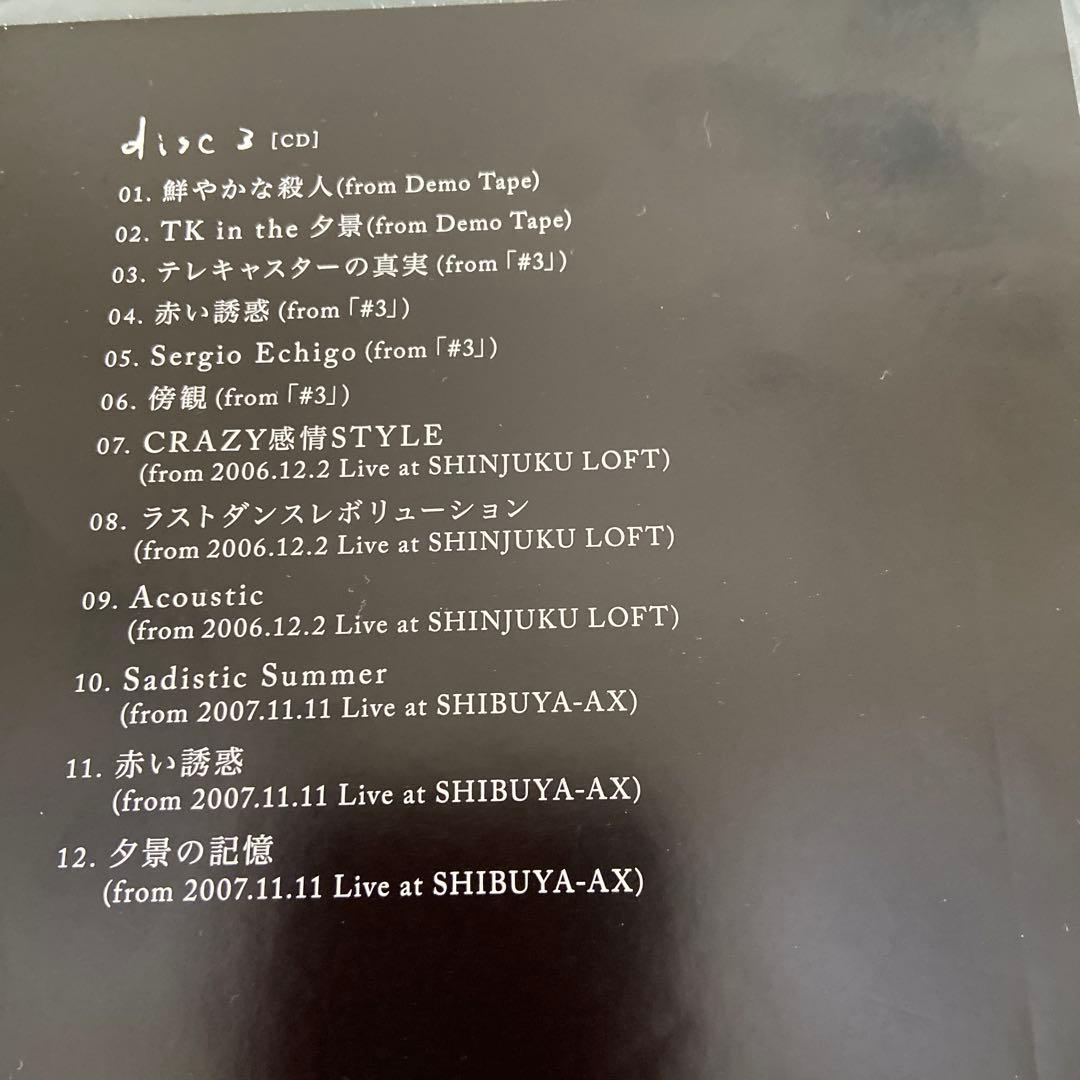 disc 3 [CD]
01. 鮮やかな殺人(from Demo Tape)
02. TK in the 夕景(from Demo Tape)
03. テレキャスターの真実(from「#3」)
04. 赤い誘惑(from「#3」)
05. Sergio Echigo(from「#3」)
06. 傍観(from「#3」)
07. CRAZY感情STYLE
(from 2006.12.2 Live at SHINJUKU LOFT)
08. ラストダンスレボリューション
(from 2006.12.2 Live at SHINJUKU LOFT)
09. Acoustic
(from 2006.12.2 Live at SHINJUKU LOFT)
10. Sadistic Summer
(from 2007.11.11 Live at SHIBUYA-AX)
11. 赤い誘惑
(from 2007.11.11 Live at SHIBUYA-AX)
12. 夕景の記憶
(from 2007.11.11 Live at SHIBUYA-AX)